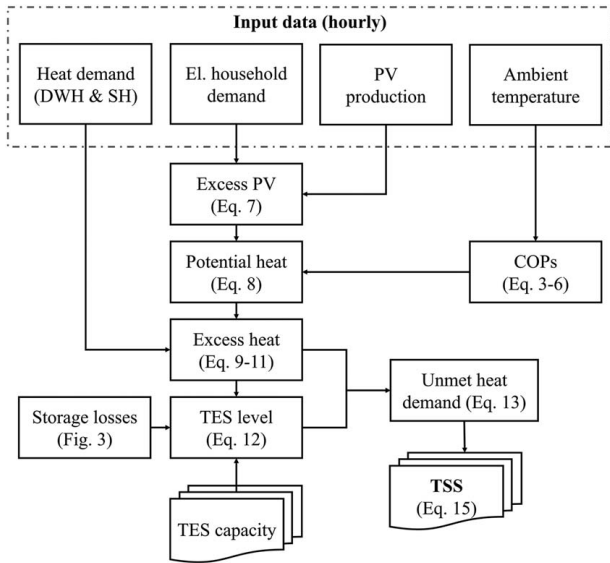 Input data (hourly)
Heat demand
(DWH & SH)
El. household
demand
PV
production
Ambient
temperature
Excess PV
(Eq. 7)
Potential heat
(Eq. 8)
COPs
(Eq. 3-6)
Excess heat
(Eq. 9-11)
Unmet heat
demand (Eq. 13)
Storage losses
(Fig. 3)
TES level
(Eq. 12)
TSS
(Eq. 15)
TES capacity